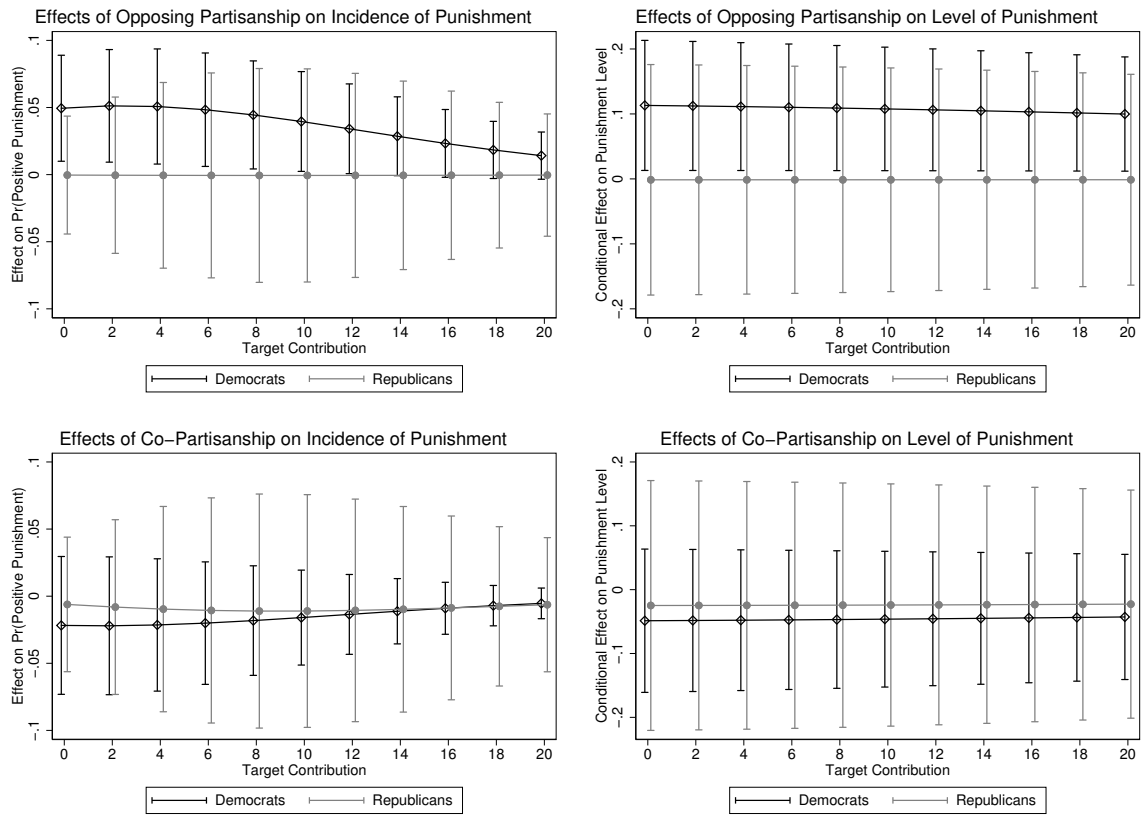 Effects of Opposing Partisanship on Incidence of Punishment
Effect on Pr(Positive Punishment)
.1
.05
0
-.05
-.1
0 2 4 6 8 10 12 14 16 18 20
Target Contribution
Democrats Republicans
Effects of Opposing Partisanship on Level of Punishment
Conditional Effect on Punishment Level
.2
.1
0
-.1
-.2
0 2 4 6 8 10 12 14 16 18 20
Target Contribution
Democrats Republicans
Effects of Co−Partisanship on Incidence of Punishment
Effect on Pr(Positive Punishment)
.1
.05
0
-.05
-.1
0 2 4 6 8 10 12 14 16 18 20
Target Contribution
Democrats Republicans
Effects of Co−Partisanship on Level of Punishment
Conditional Effect on Punishment Level
.2
.1
0
-.1
-.2
0 2 4 6 8 10 12 14 16 18 20
Target Contribution
Democrats Republicans